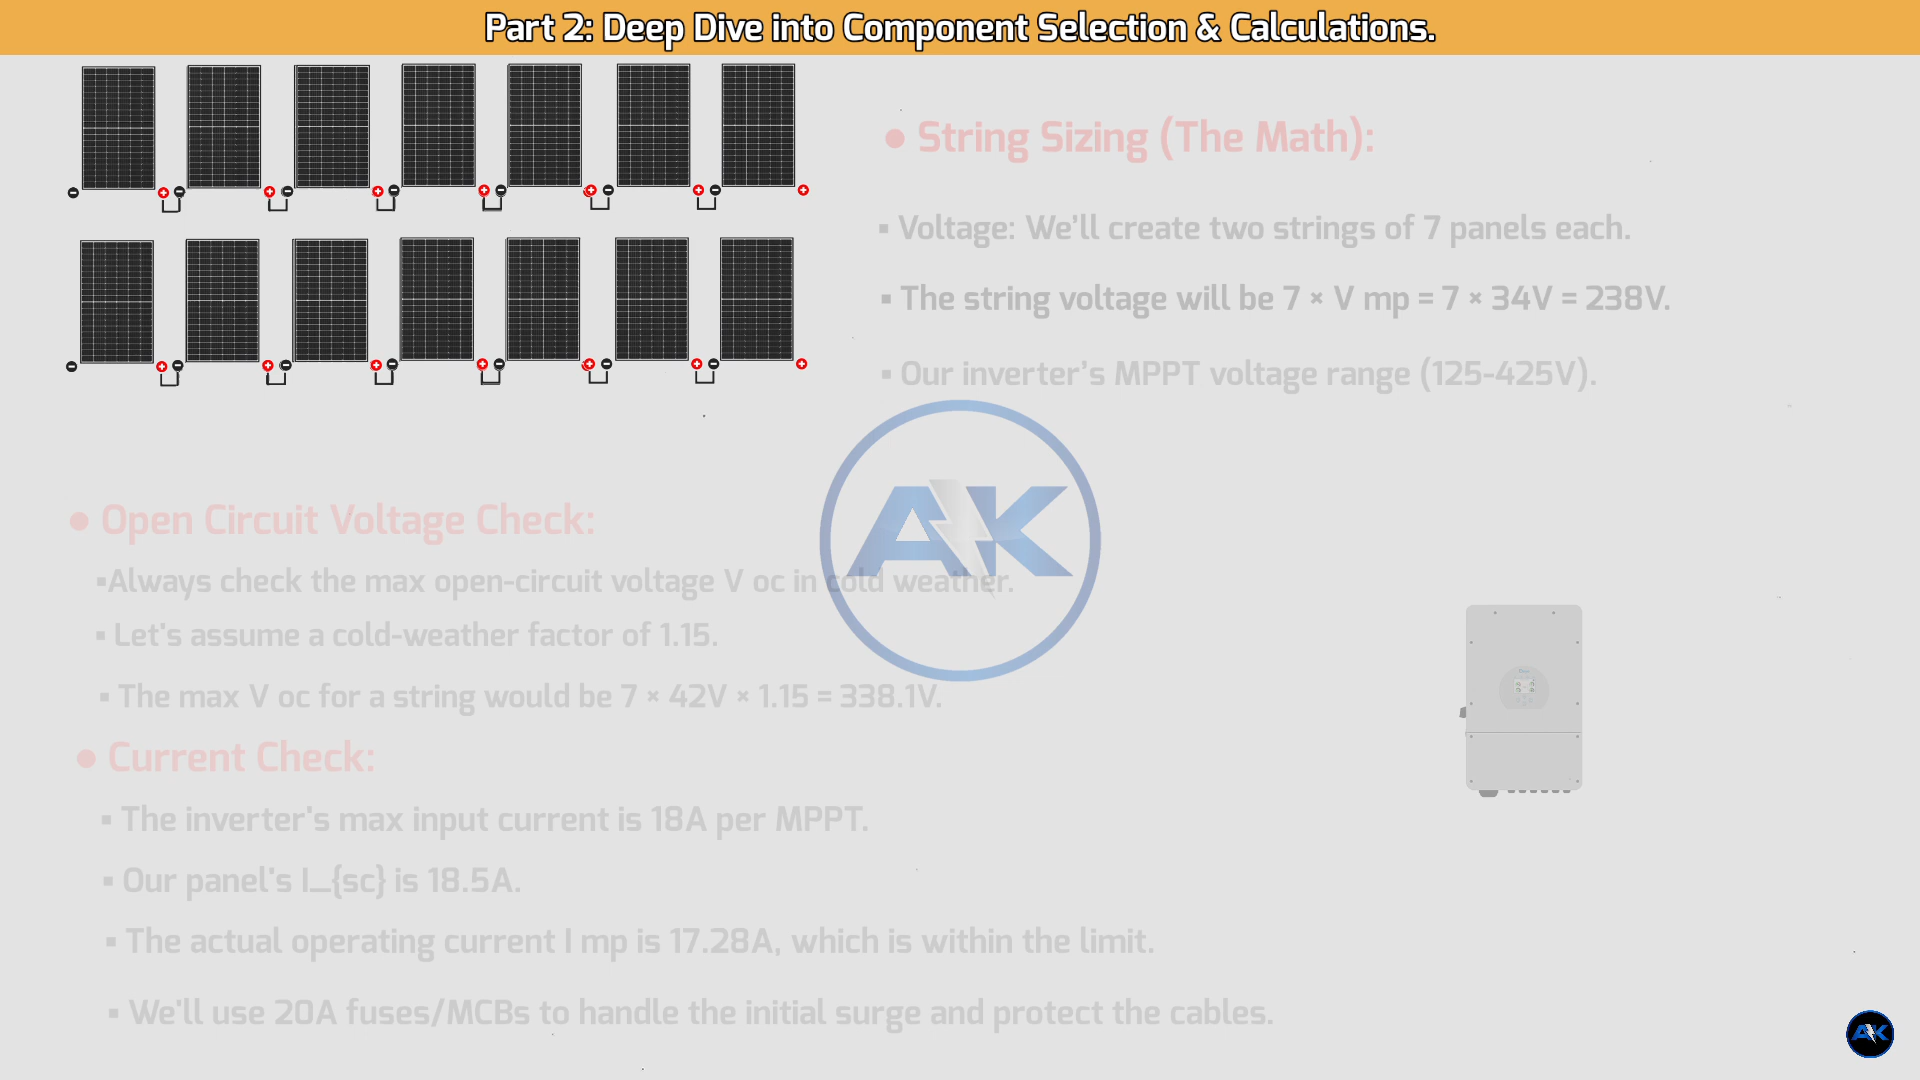 Part 2: Deep Dive into Component Selection & Calculations.
● String Sizing (The Math):
▪ Voltage: We'll create two strings of 7 panels each.
▪ The string voltage will be 7 × V mp = 7 × 34V = 238V.
▪ Our inverter's MPPT voltage range (125-425V).
AK
● Open Circuit Voltage Check:
▪Always check the max open-circuit voltage V oc in cold weather.
▪ Let's assume a cold-weather factor of 1.15.
▪ The max V oc for a string would be 7 × 42V × 1.15 = 338.1V.
● Current Check:
▪ The inverter's max input current is 18A per MPPT.
▪ Our panel's I_{sc} is 18.5A.
▪ The actual operating current I mp is 17.28A, which is within the limit.
▪ We'll use 20A fuses/MCBs to handle the initial surge and protect the cables.
AK